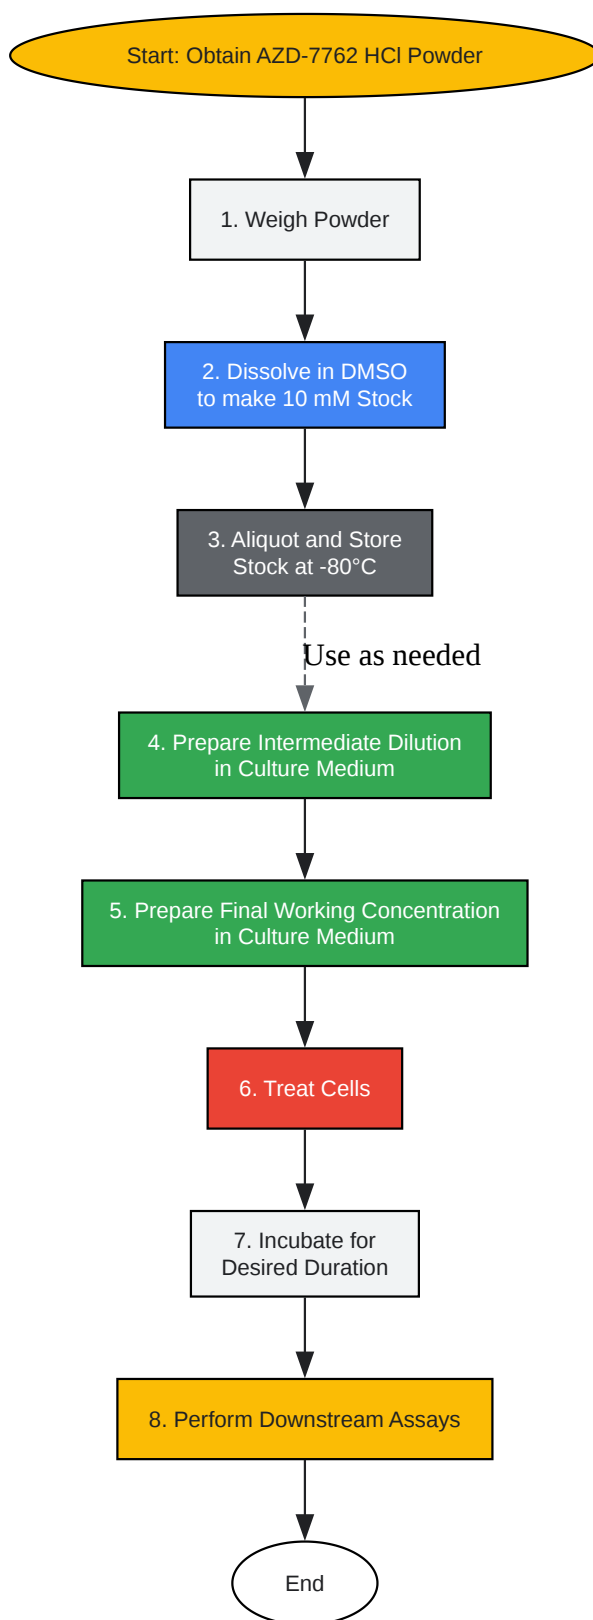 Start: Obtain AZD-7762 HCl Powder
1. Weigh Powder
2. Dissolve in DMSO
to make 10 mM Stock
3. Aliquot and Store
Stock at -80°C
Use as needed
4. Prepare Intermediate Dilution
in Culture Medium
5. Prepare Final Working Concentration
in Culture Medium
6. Treat Cells
7. Incubate for
Desired Duration
8. Perform Downstream Assays
End